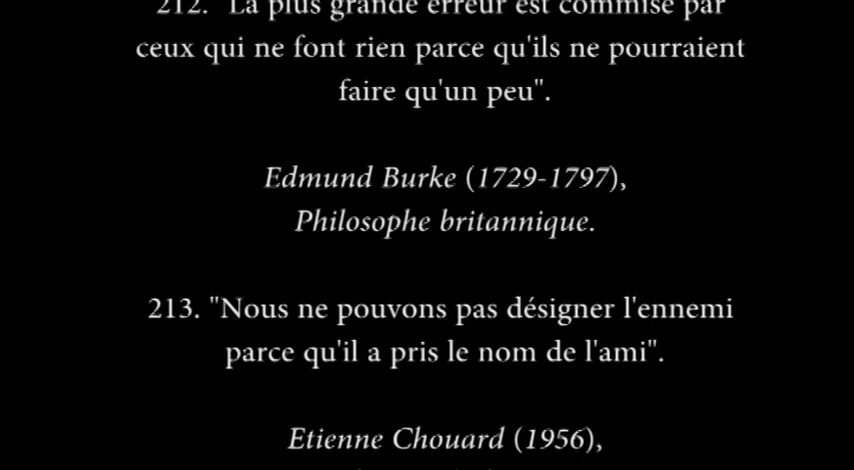 212. "La plus grande erreur est commise par
ceux qui ne font rien parce qu'ils ne pourraient
faire qu'un peu".
Edmund Burke (1729-1797),
Philosophe britannique.
213. "Nous ne pouvons pas désigner l'ennemi
parce qu'il a pris le nom de l'ami".
Etienne Chouard (1956),